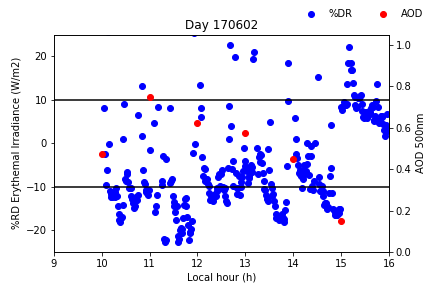 %DR AOD
Day 170602
%RD Erythemal Irradiance (W/m2)
20
10
0
−10
−20
1.0
0.8
0.6
0.4
0.2
0.0
AOD 500nm
9 10 11 12 13 14 15 16
Local hour (h)